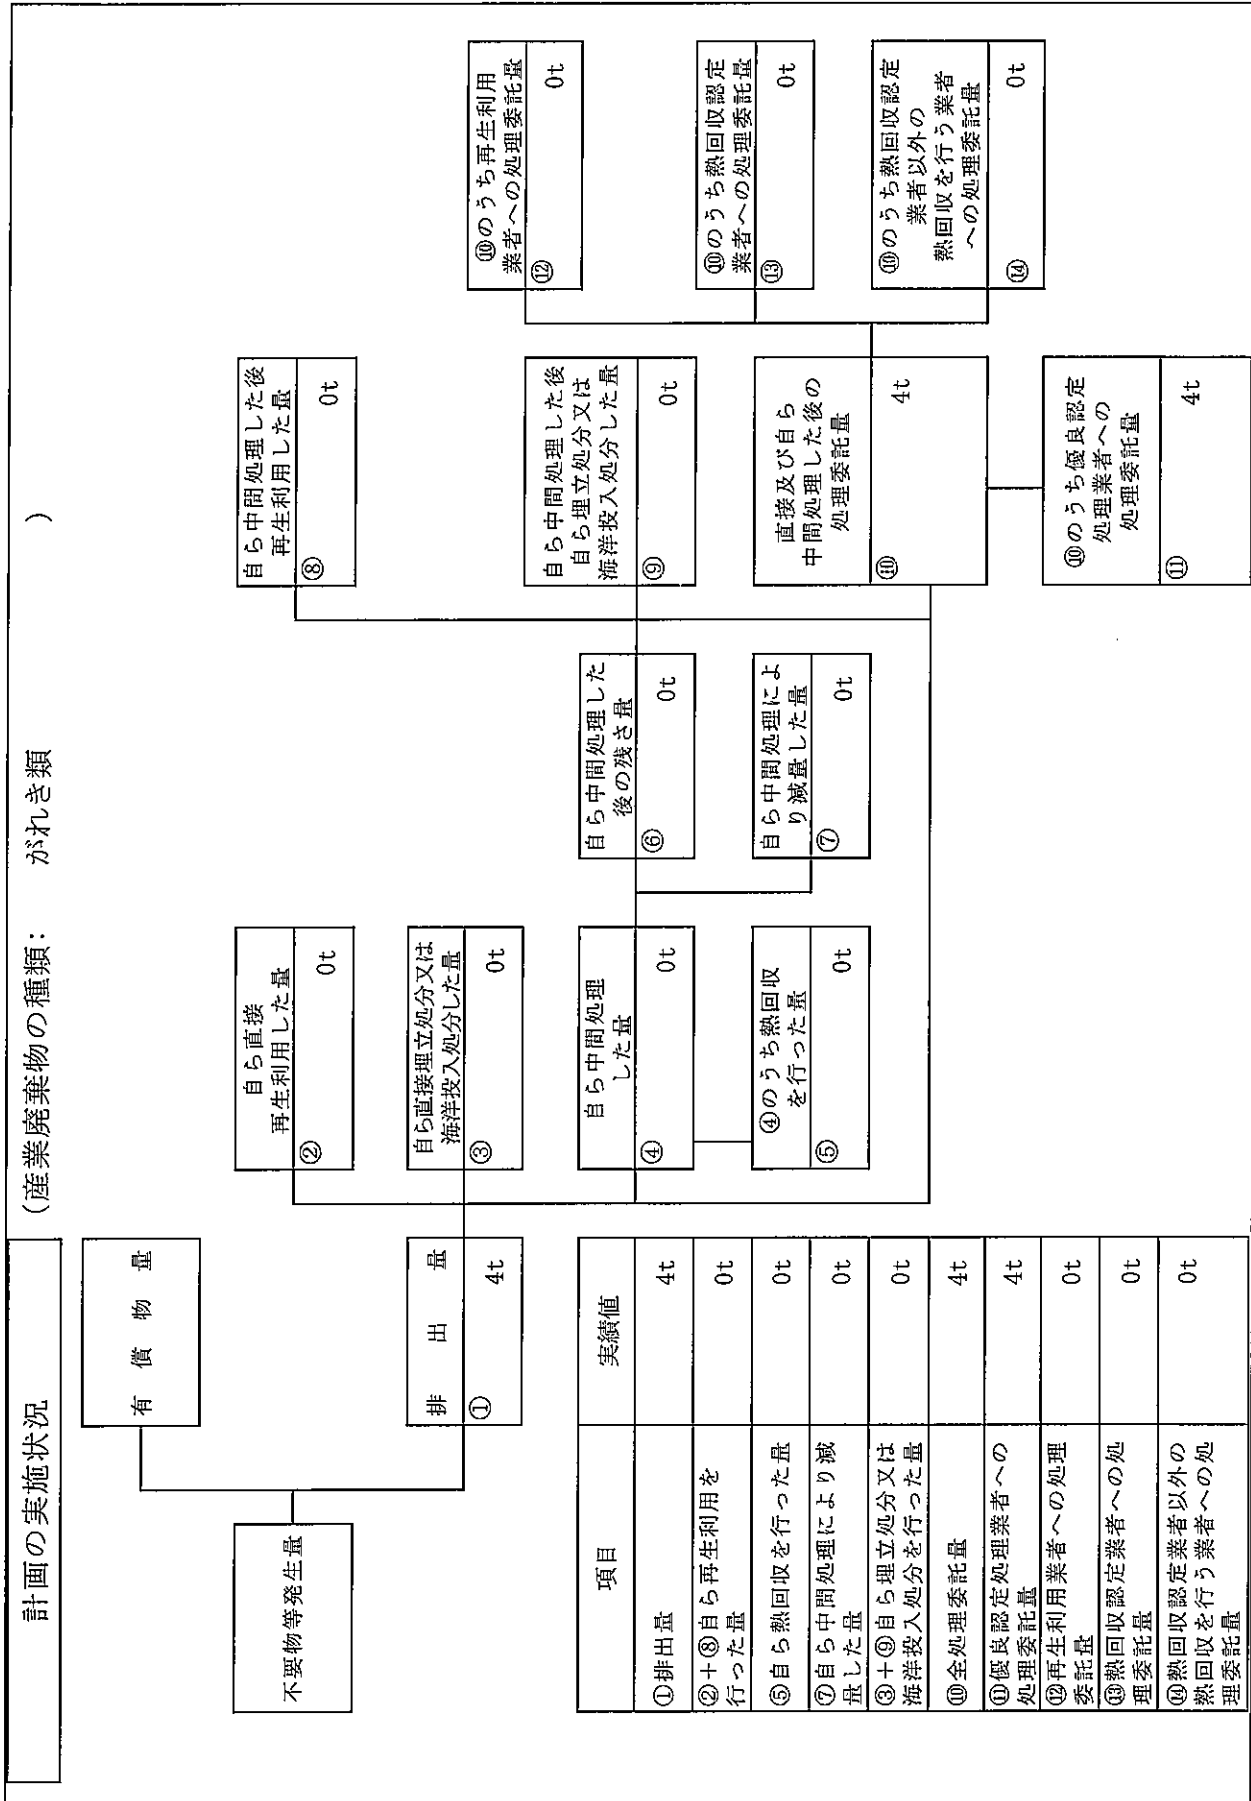 計画の実施状況
(産業廃棄物の種類: がれき類 )
不要物等発生量
有償物量
排出量
① 4t
自ら直接
再生利用した量
② 0t
自ら直接埋立処分又は
海洋投入処分した量
③ 0t
自ら中間処理
した量
④ 0t
④のうち熱回収
を行った量
⑤ 0t
自ら中間処理した
後の残さ量
⑥ 0t
自ら中間処理によ
り減量した量
⑦ 0t
自ら中間処理した後
再生利用した量
⑧ 0t
自ら中間処理した後
自ら埋立処分又は
海洋投入処分した量
⑨ 0t
直接及び自ら
中間処理した後の
処理委託量
⑩ 4t
⑩のうち優良認定
処理業者への
処理委託量
⑪ 4t
⑩のうち再生利用
業者への処理委託量
⑫ 0t
⑩のうち熱回収認定
業者への処理委託量
⑬ 0t
⑩のうち熱回収認定
業者以外の
熱回収を行う業者
への処理委託量
⑭ 0t
項目 実績値
①排出量 4t
②+⑧自ら再生利用を
行った量 0t
⑤自ら熱回収を行った量 0t
⑦自ら中間処理により減
量した量 0t
③+⑨自ら埋立処分又は
海洋投入処分を行った量 0t
⑩全処理委託量 4t
⑪優良認定処理業者への
処理委託量 4t
⑫再生利用業者への処理
委託量 0t
⑬熱回収認定業者への処
理委託量 0t
⑭熱回収認定業者以外の
熱回収を行う業者への処
理委託量 0t